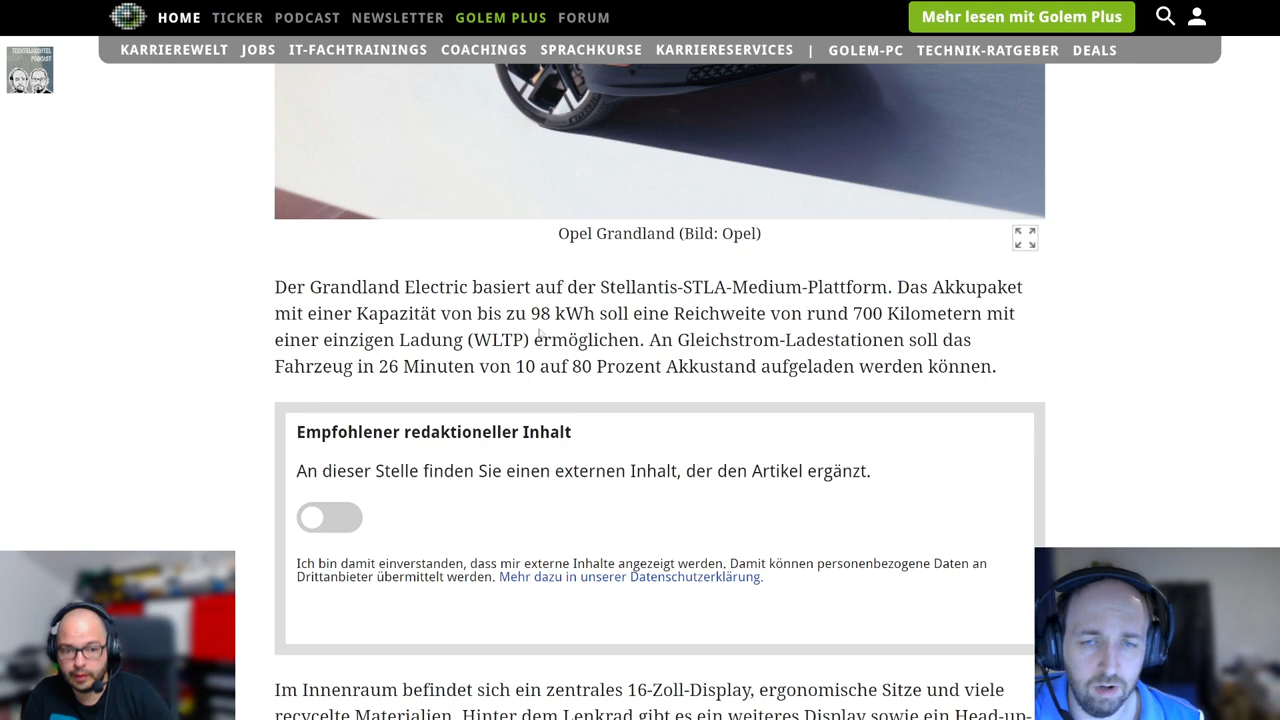 HOME TICKER PODCAST NEWSLETTER GOLEM PLUS FORUM Mehr lesen mit Golem Plus
KARRIEREWELT JOBS IT-FACHTRAININGS COACHINGS SPRACHKURSE KARRIERESERVICES | GOLEM-PC TECHNIK-RATGEBER DEALS
TECHTELMECHTEL
PODCAST
Opel Grandland (Bild: Opel)
Der Grandland Electric basiert auf der Stellantis-STLA-Medium-Plattform. Das Akkupaket
mit einer Kapazität von bis zu 98 kWh soll eine Reichweite von rund 700 Kilometern mit
einer einzigen Ladung (WLTP) ermöglichen. An Gleichstrom-Ladestationen soll das
Fahrzeug in 26 Minuten von 10 auf 80 Prozent Akkustand aufgeladen werden können.
Empfohlener redaktioneller Inhalt
An dieser Stelle finden Sie einen externen Inhalt, der den Artikel ergänzt.
Ich bin damit einverstanden, dass mir externe Inhalte angezeigt werden. Damit können personenbezogene Daten an
Drittanbieter übermittelt werden. Mehr dazu in unserer Datenschutzerklärung.
Im Innenraum befindet sich ein zentrales 16-Zoll-Display, ergonomische Sitze und viele
recycelte Materialien. Hinter dem Lenkrad gibt es ein weiteres Display sowie ein Head-up-